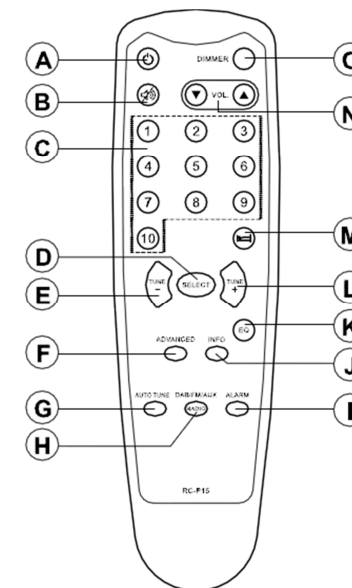 A
DIMMER
B
VOL.
N
C
1 2 3
4 5 6
7 8 9
10
M
D
TUNE - SELECT TUNE +
E
L
K
EQ
ADVANCED INFO
F
J
AUTO TUNE DAB/FM/AUX ALARM
G
RADIO
H
RC-F15